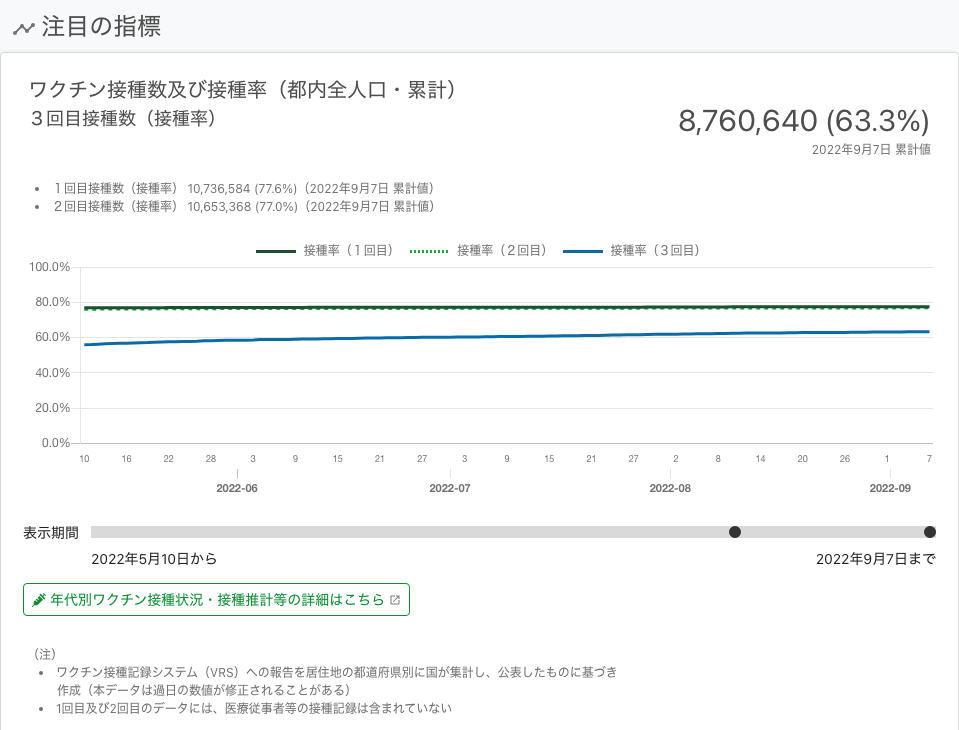 注目の指標
ワクチン接種数及び接種率（都内全人口・累計）
３回目接種数（接種率）
8,760,640 (63.3%)
2022年9月7日 累計値
• １回目接種数（接種率） 10,736,584 (77.6%)（2022年9月7日 累計値）
• ２回目接種数（接種率） 10,653,368 (77.0%)（2022年9月7日 累計値）
接種率（１回目） 接種率（２回目） 接種率（３回目）
100.0%
80.0%
60.0%
40.0%
20.0%
0.0%
10 16 22 28 3 9 15 21 27 3 9 15 21 27 2 8 14 20 26 1 7
2022-06 2022-07 2022-08 2022-09
表示期間
2022年5月10日から 2022年9月7日まで
年代別ワクチン接種状況・接種推計等の詳細はこちら
（注）
• ワクチン接種記録システム（VRS）への報告を居住地の都道府県別に国が集計し、公表したものに基づき
作成（本データは過日の数値が修正されることがある）
• 1回目及び2回目のデータには、医療従事者等の接種記録は含まれていない